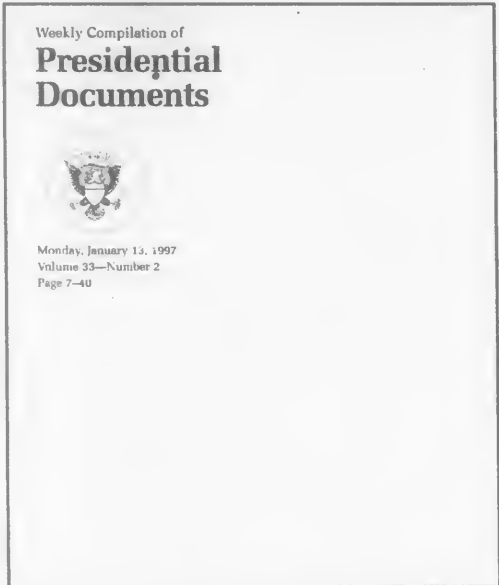 Weekly Compilation of
Presidential
Documents
Monday, January 13, 1997
Volume 33—Number 2
Page 7–40